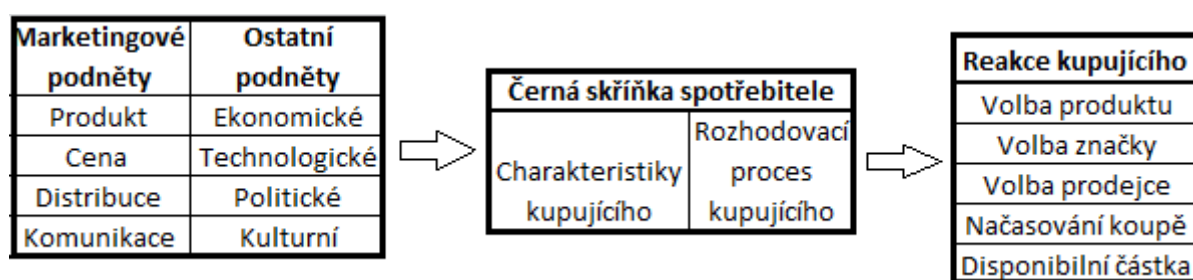 Marketingové podněty
Ostatní podněty
Produkt
Ekonomické
Cena
Technologické
Distribuce
Politické
Komunikace
Kulturní
Černá skříňka spotřebitele
Charakteristiky
kupujícího
Rozhodovací
proces
kupujícího
Reakce kupujícího
Volba produktu
Volba značky
Volba prodejce
Načasování koupě
Disponibilní částka